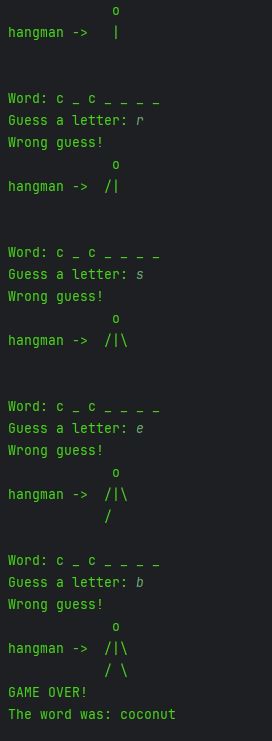 o
hangman ->   |
Word: c _ c _ _ _ _
Guess a letter: r
Wrong guess!
             o
hangman ->  /|
Word: c _ c _ _ _ _
Guess a letter: s
Wrong guess!
             o
hangman ->  /|\
Word: c _ c _ _ _ _
Guess a letter: e
Wrong guess!
             o
hangman ->  /|\
            /
Word: c _ c _ _ _ _
Guess a letter: b
Wrong guess!
             o
hangman ->  /|\
            / \
GAME OVER!
The word was: coconut